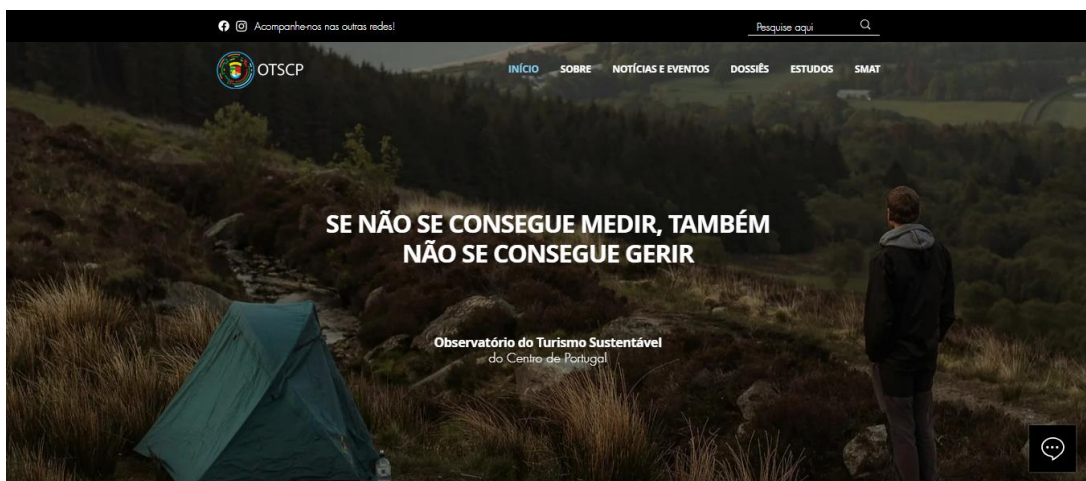 Acompanhe-nos nas outras redes!
Pesquise aqui
OTSCP
INÍCIO SOBRE NOTÍCIAS E EVENTOS DOSSIÊS ESTUDOS SMAT
SE NÃO SE CONSEGUE MEDIR, TAMBÉM
NÃO SE CONSEGUE GERIR
Observatório do Turismo Sustentável
do Centro de Portugal